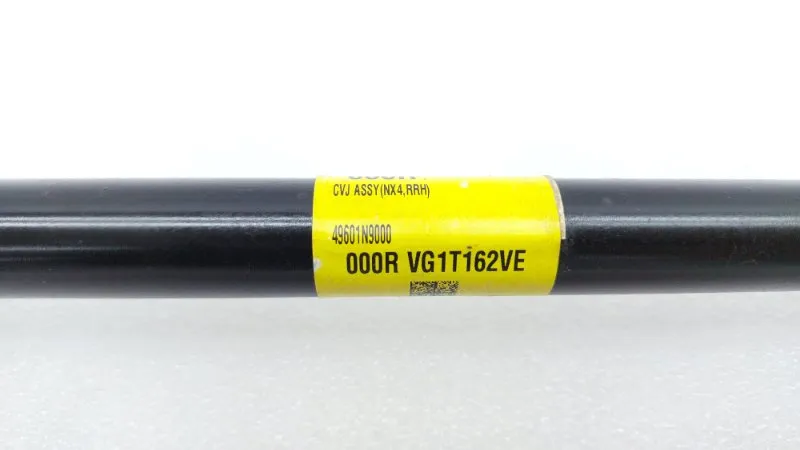 CVJ ASSY(NX4,RRH)
49601N9000
000R VG1T162VE